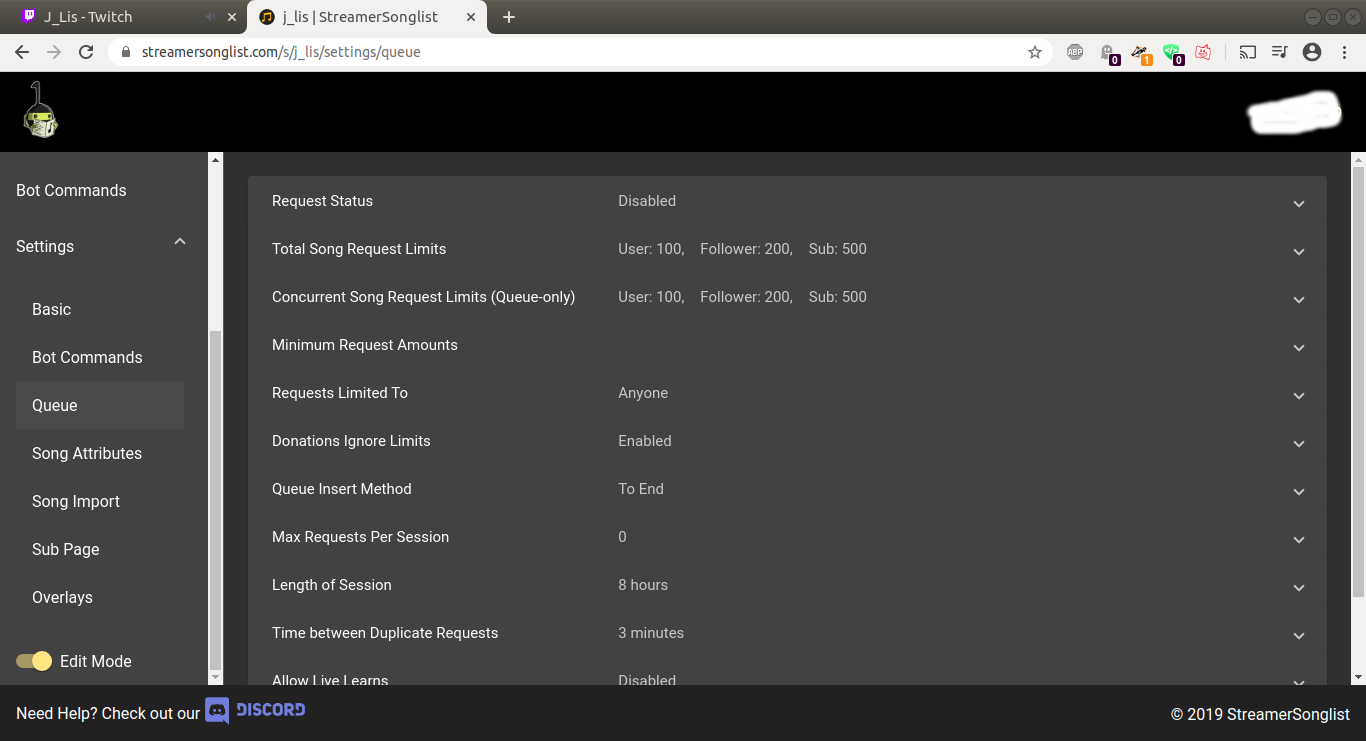 J_Lis - Twitch
j_lis | StreamerSonglist
streamersonglist.com/s/j_lis/settings/queue
ABP
0
1
0
Bot Commands
Settings
Basic
Bot Commands
Queue
Song Attributes
Song Import
Sub Page
Overlays
Edit Mode
Request Status Disabled
Total Song Request Limits User: 100, Follower: 200, Sub: 500
Concurrent Song Request Limits (Queue-only) User: 100, Follower: 200, Sub: 500
Minimum Request Amounts
Requests Limited To Anyone
Donations Ignore Limits Enabled
Queue Insert Method To End
Max Requests Per Session 0
Length of Session 8 hours
Time between Duplicate Requests 3 minutes
Allow Live Learns Disabled
Need Help? Check out our DISCORD
© 2019 StreamerSonglist